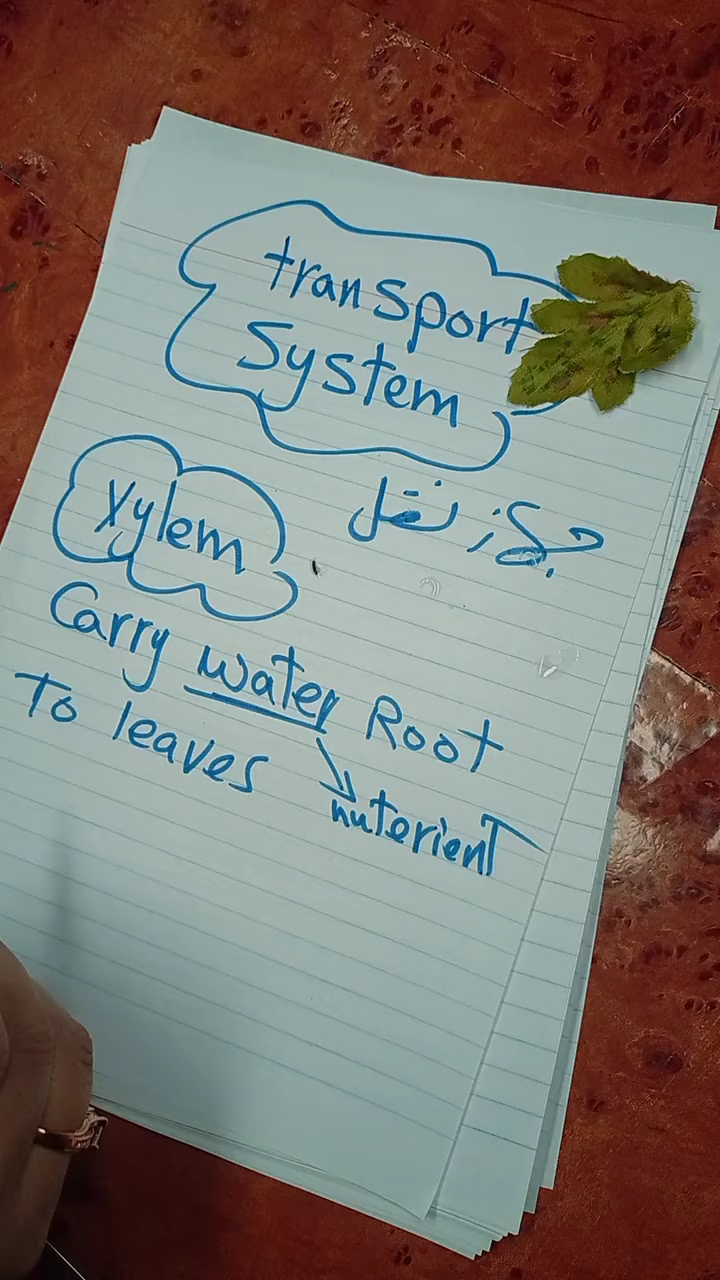 transport
System
جهاز نقل
Xylem
Carry water Root
To leaves
nuterient